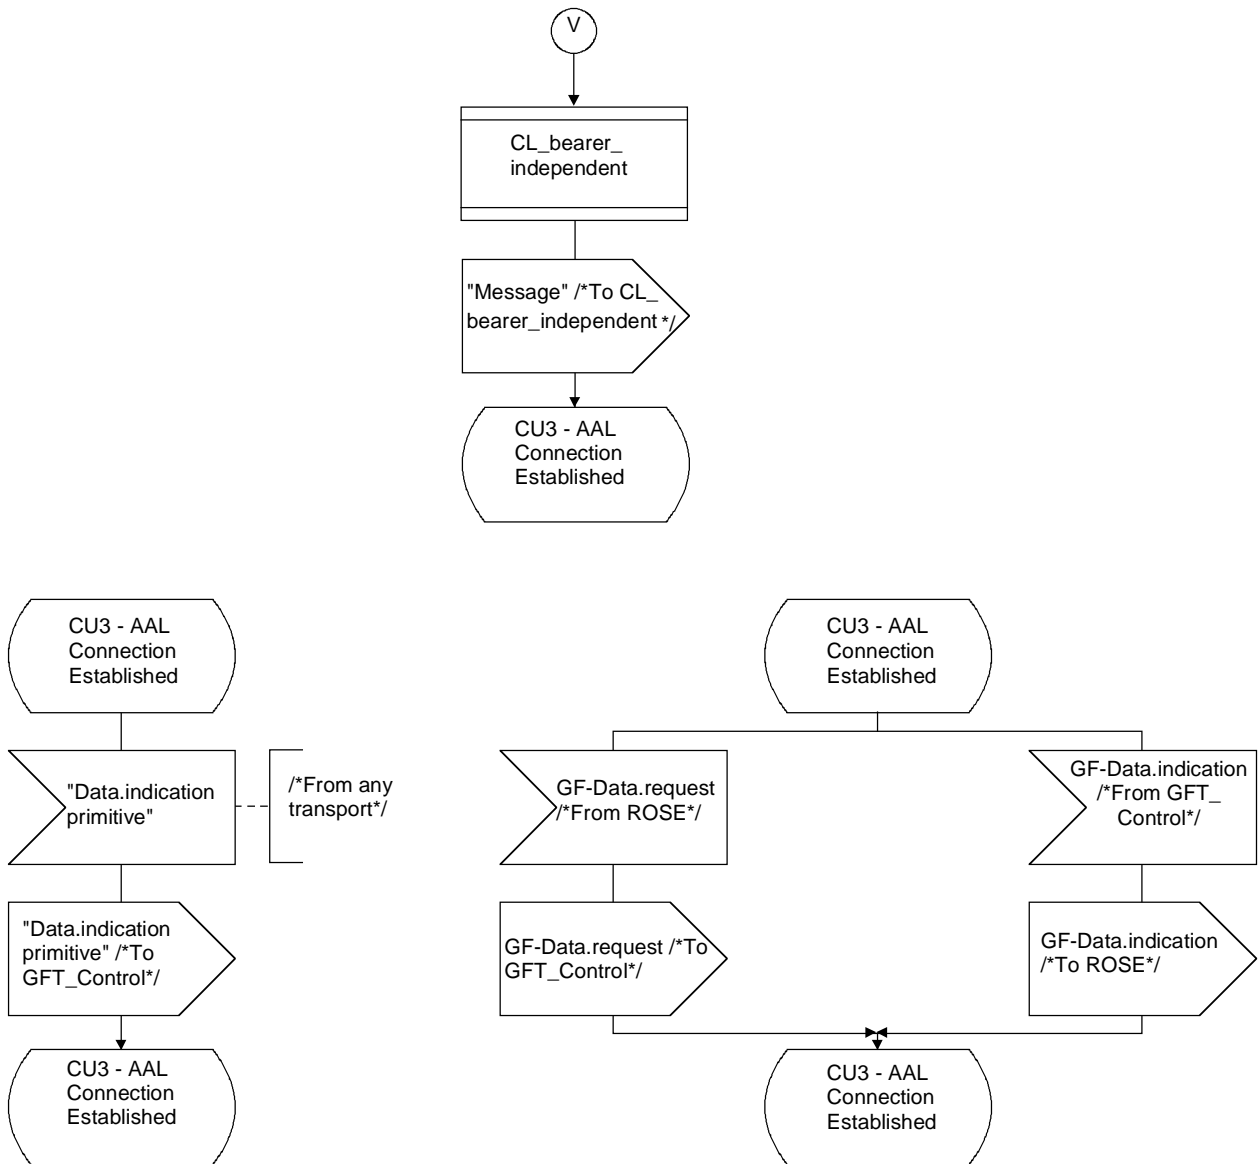 V
CL_bearer_
independent
"Message" /*To CL_
bearer_independent */
CU3 - AAL
Connection
Established
CU3 - AAL
Connection
Established
"Data.indication
primitive"
/*From any
transport*/
"Data.indication
primitive" /*To
GFT_Control*/
CU3 - AAL
Connection
Established
CU3 - AAL
Connection
Established
GF-Data.request
/*From ROSE*/
GF-Data.indication
/*From GFT_
Control*/
GF-Data.request /*To
GFT_Control*/
GF-Data.indication
/*To ROSE*/
CU3 - AAL
Connection
Established